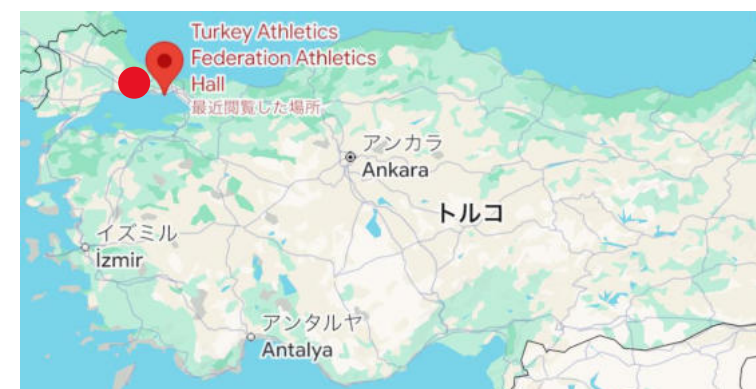 Turkey Athletics
Federation Athletics
Hall
最近閲覧した場所
アンカラ
Ankara
トルコ
イズミル
İzmir
アンタルヤ
Antalya